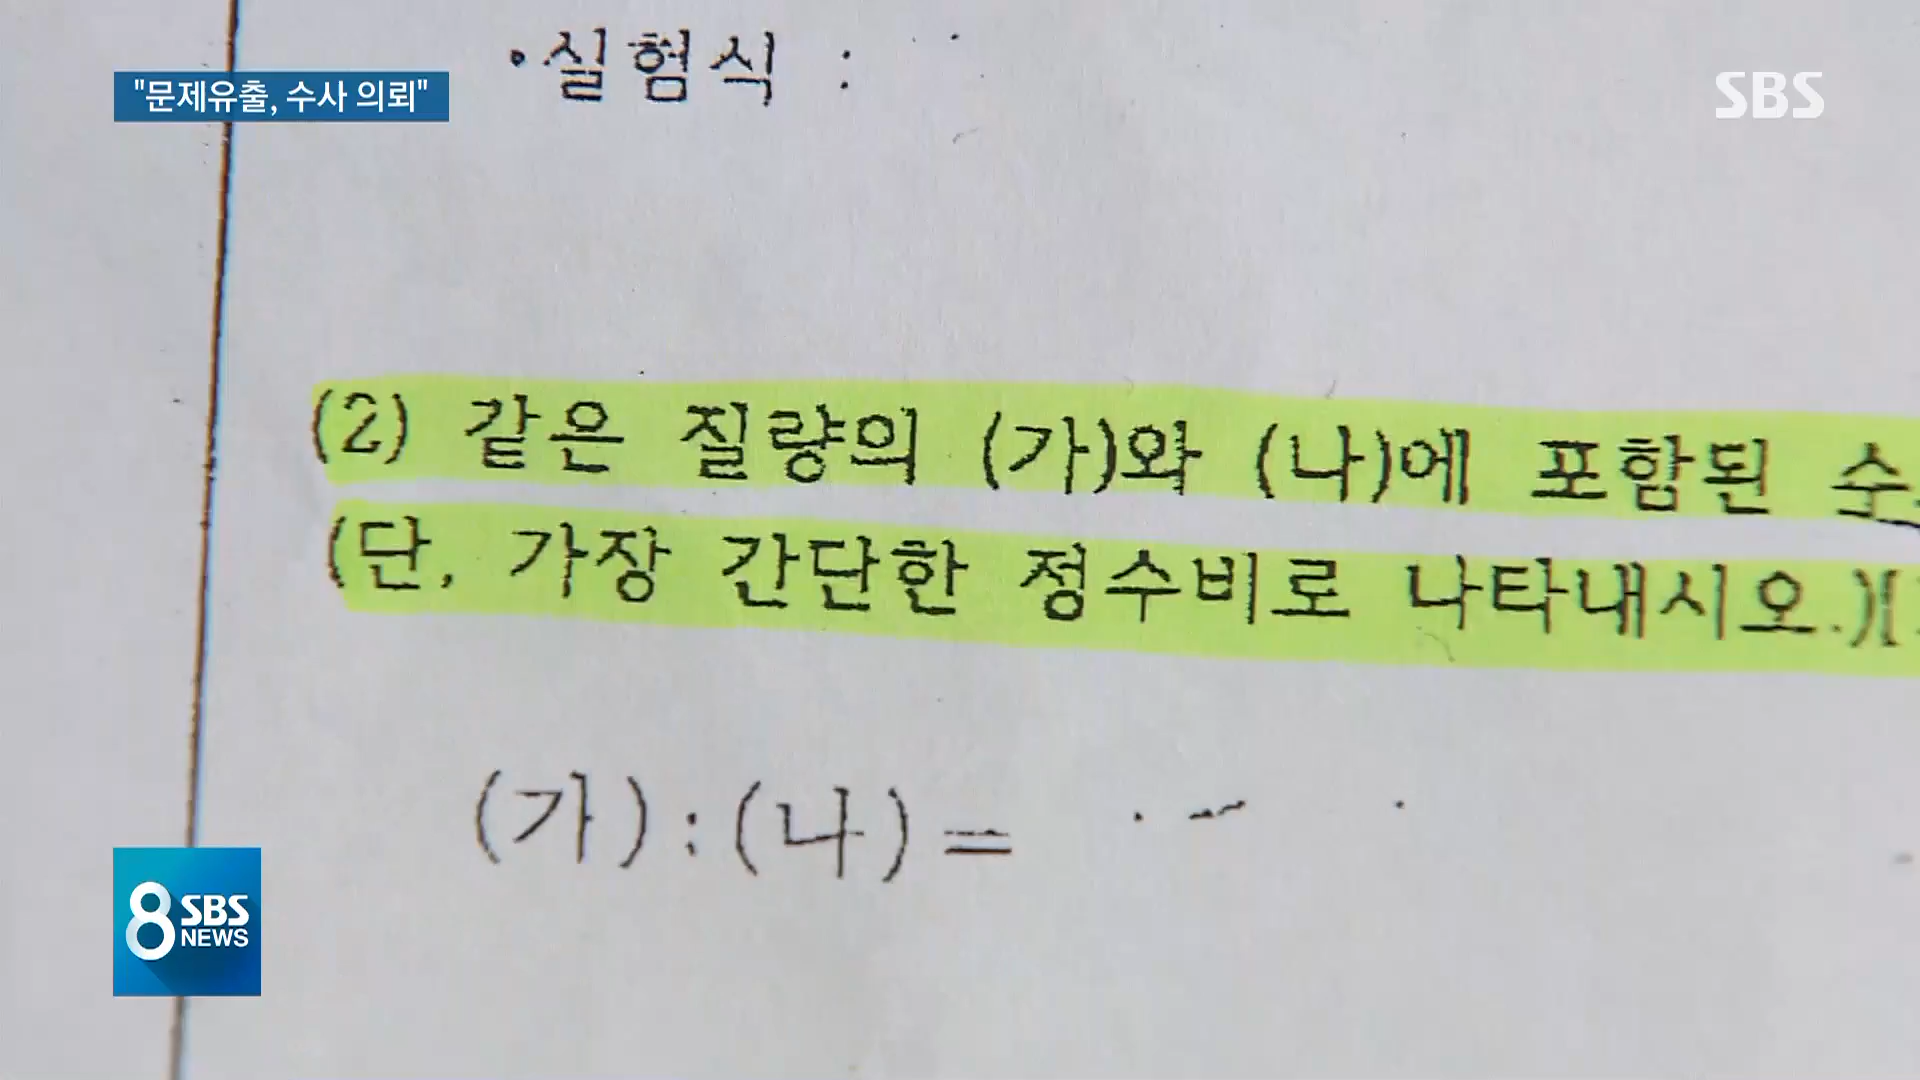 "문제유출, 수사 의뢰"
SBS
•실험식 :
(2) 같은 질량의 (가)와 (나)에 포함된
(단, 가장 간단한 정수비로 나타내시오.)[
(가):(나)=
8 SBS
NEWS